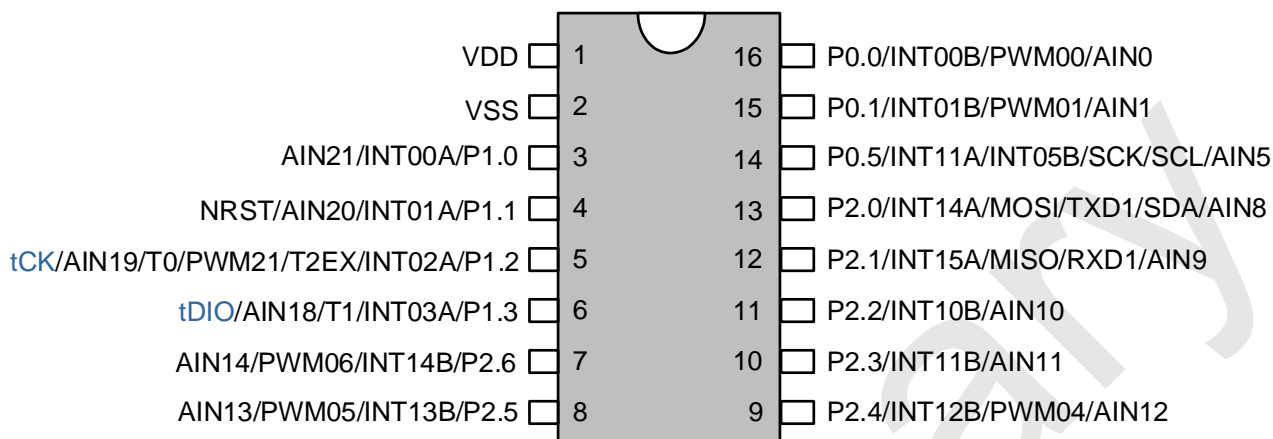 VDD 1 16 P0.0/INT00B/PWM00/AIN0
VSS 2 15 P0.1/INT01B/PWM01/AIN1
AIN21/INT00A/P1.0 3 14 P0.5/INT11A/INT05B/SCK/SCL/AIN5
NRST/AIN20/INT01A/P1.1 4 13 P2.0/INT14A/MOSI/TXD1/SDA/AIN8
tCK/AIN19/T0/PWM21/T2EX/INT02A/P1.2 5 12 P2.1/INT15A/MISO/RXD1/AIN9
tDIO/AIN18/T1/INT03A/P1.3 6 11 P2.2/INT10B/AIN10
AIN14/PWM06/INT14B/P2.6 7 10 P2.3/INT11B/AIN11
AIN13/PWM05/INT13B/P2.5 8 9 P2.4/INT12B/PWM04/AIN12